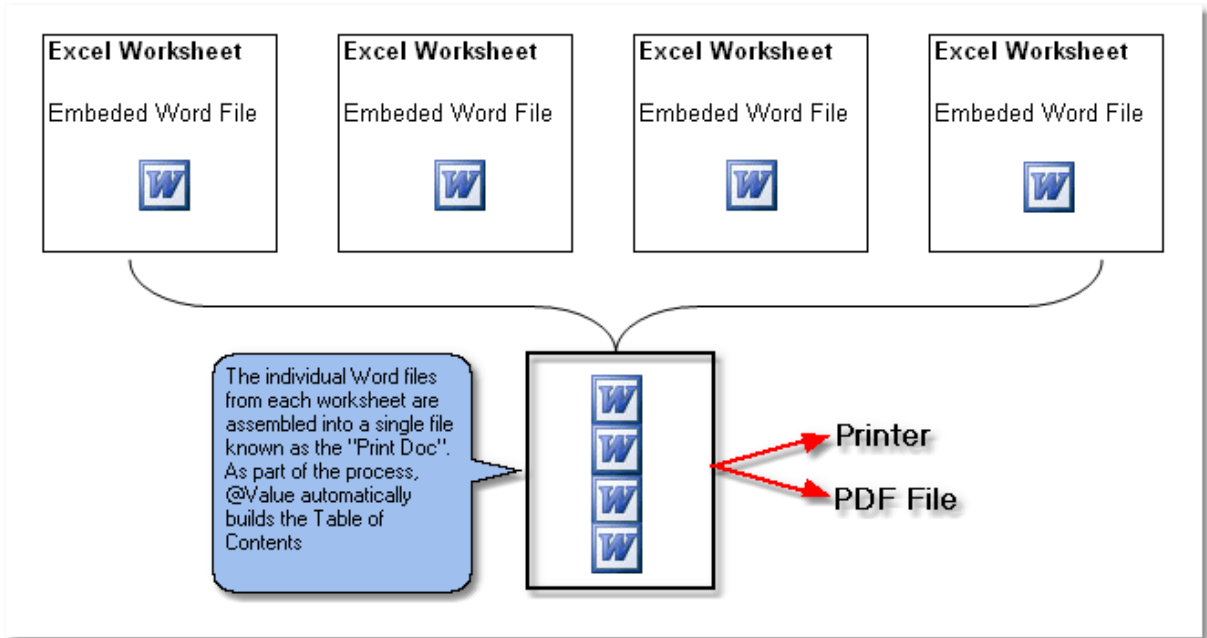 Excel Worksheet
Embeded Word File
W
Excel Worksheet
Embeded Word File
W
Excel Worksheet
Embeded Word File
W
Excel Worksheet
Embeded Word File
W
The individual Word files
from each worksheet are
assembled into a single file
known as the "Print Doc".
As part of the process,
@Value automatically
builds the Table of
Contents
W
W
W
W
Printer
PDF File